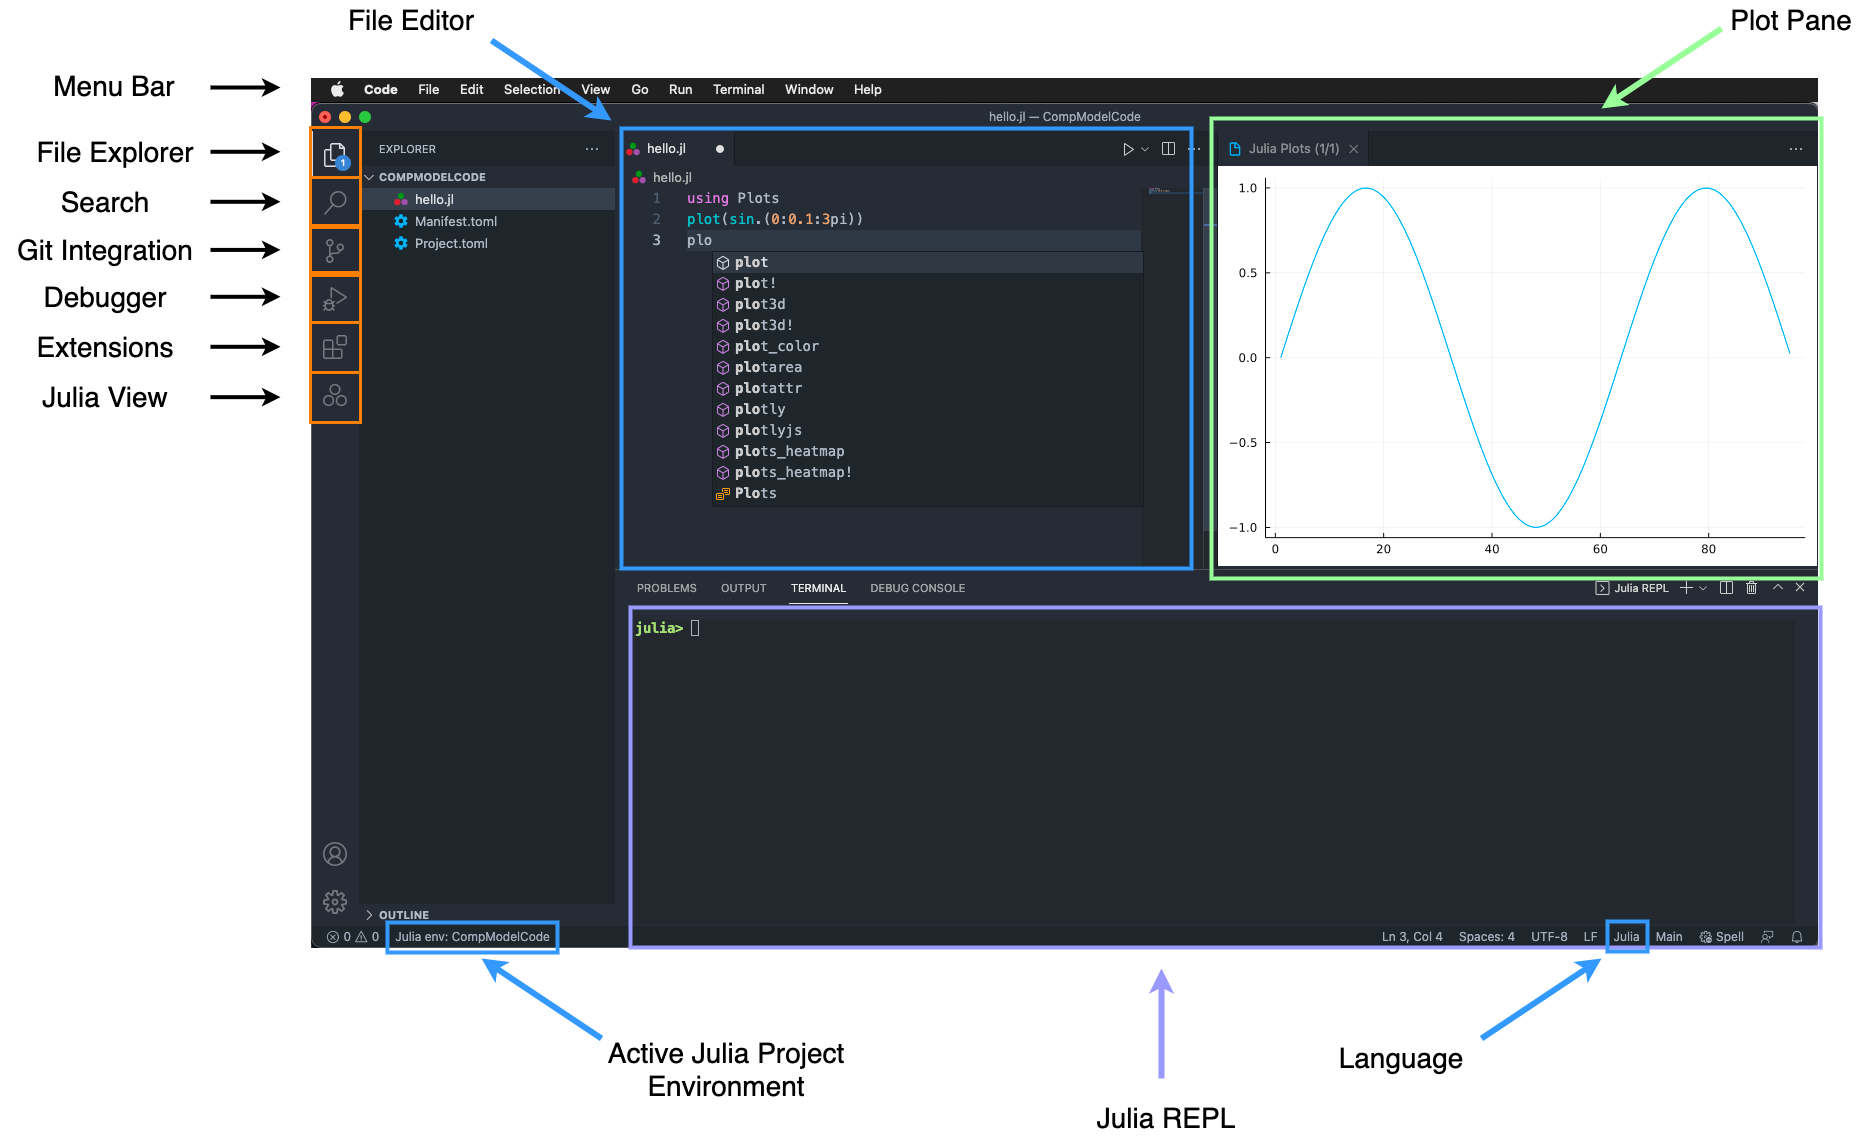 File Editor
Plot Pane
Menu Bar
Code File Edit Selection View Go Run Terminal Window Help
hello.jl — CompModelCode
File Explorer
Search
Git Integration
Debugger
Extensions
Julia View
1
EXPLORER ···
COMPMODELCODE
hello.jl
Manifest.toml
Project.toml
OUTLINE
hello.jl
hello.jl
1 using Plots
2 plot(sin.(0:0.1:3pi))
3 plo
plot
plot!
plot3d
plot3d!
plot_color
plotarea
plotattr
plotly
plotlyjs
plots_heatmap
plots_heatmap!
Plots
Julia Plots (1/1)
1.0
0.5
0.0
−0.5
−1.0
0 20 40 60 80
PROBLEMS OUTPUT TERMINAL DEBUG CONSOLE
Julia REPL
julia>
0 0 Julia env: CompModelCode
Ln 3, Col 4 Spaces: 4 UTF-8 LF Julia Main Spell
Active Julia Project
Environment
Julia REPL
Language